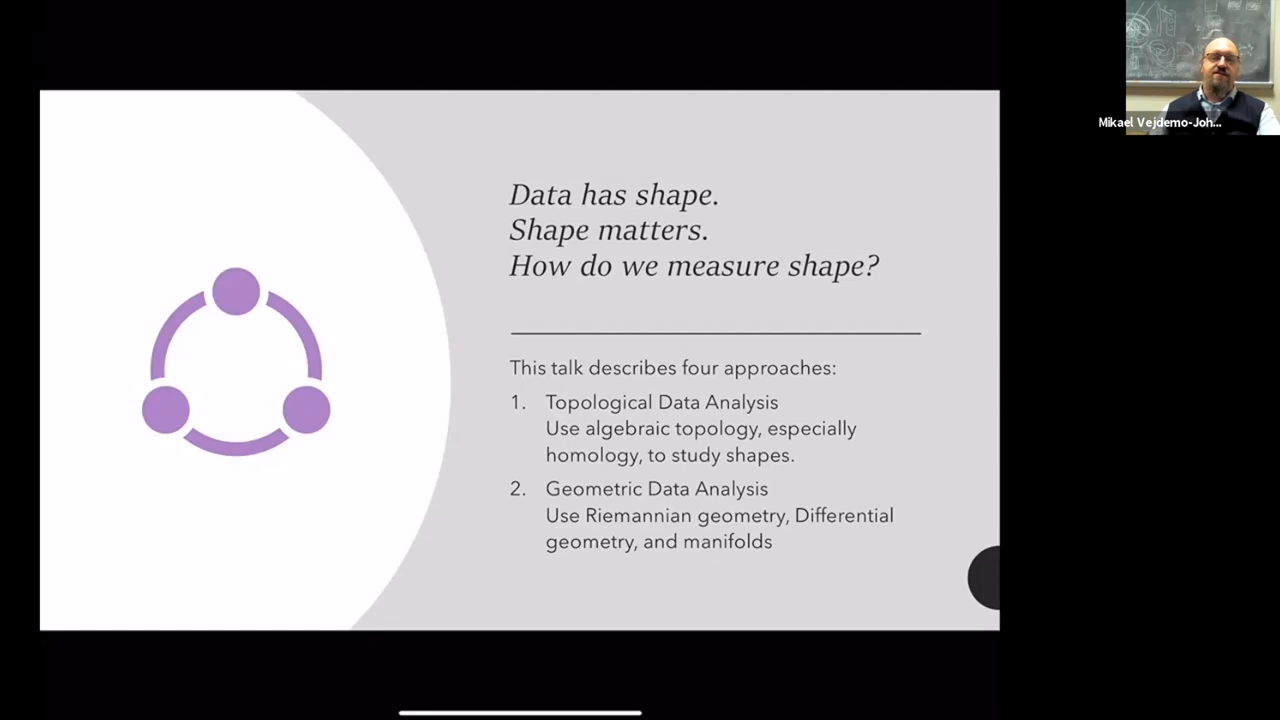 Data has shape.
Shape matters.
How do we measure shape?
This talk describes four approaches:
1. Topological Data Analysis
Use algebraic topology, especially
homology, to study shapes.
2. Geometric Data Analysis
Use Riemannian geometry, Differential
geometry, and manifolds
Mikael Vejdemo-Joh...